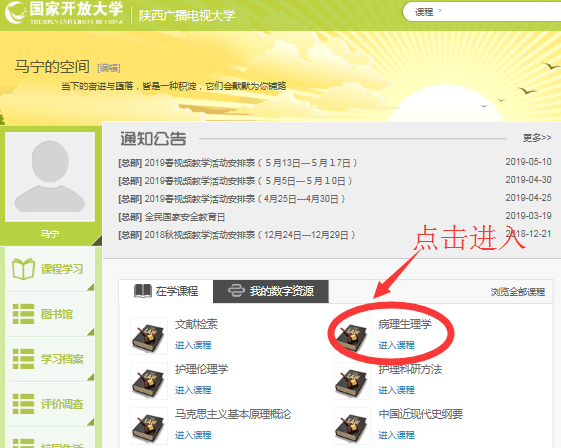 国家开放大学 陕西广播电视大学 课程
THE OPEN UNIVERSITY OF CHINA
马宁的空间 [编辑]
当下的奋进与堕落，皆是一种积淀，它们会默默为你铺路
通知公告 更多>>
[总部] 2019春视频教学活动安排表（5月13日—5月17日） 2019-05-10
[总部] 2019春视频教学活动安排表（5月5日—5月10日） 2019-04-30
[总部] 2019春视频教学活动安排表（4月25日—4月30日） 2019-04-25
[总部] 全民国家安全教育日 2019-03-19
[总部] 2018秋视频教学活动安排表（12月24日—12月29日） 2018-12-21
马宁
点击进入
课程学习
图书馆
学习档案
评价调查
校园生活
在学课程 我的数字资源 浏览全部课程
文献检索 病理生理学
进入课程 进入课程
护理伦理学 护理科研方法
进入课程 进入课程
马克思主义基本原理概论 中国近现代史纲要
进入课程 进入课程